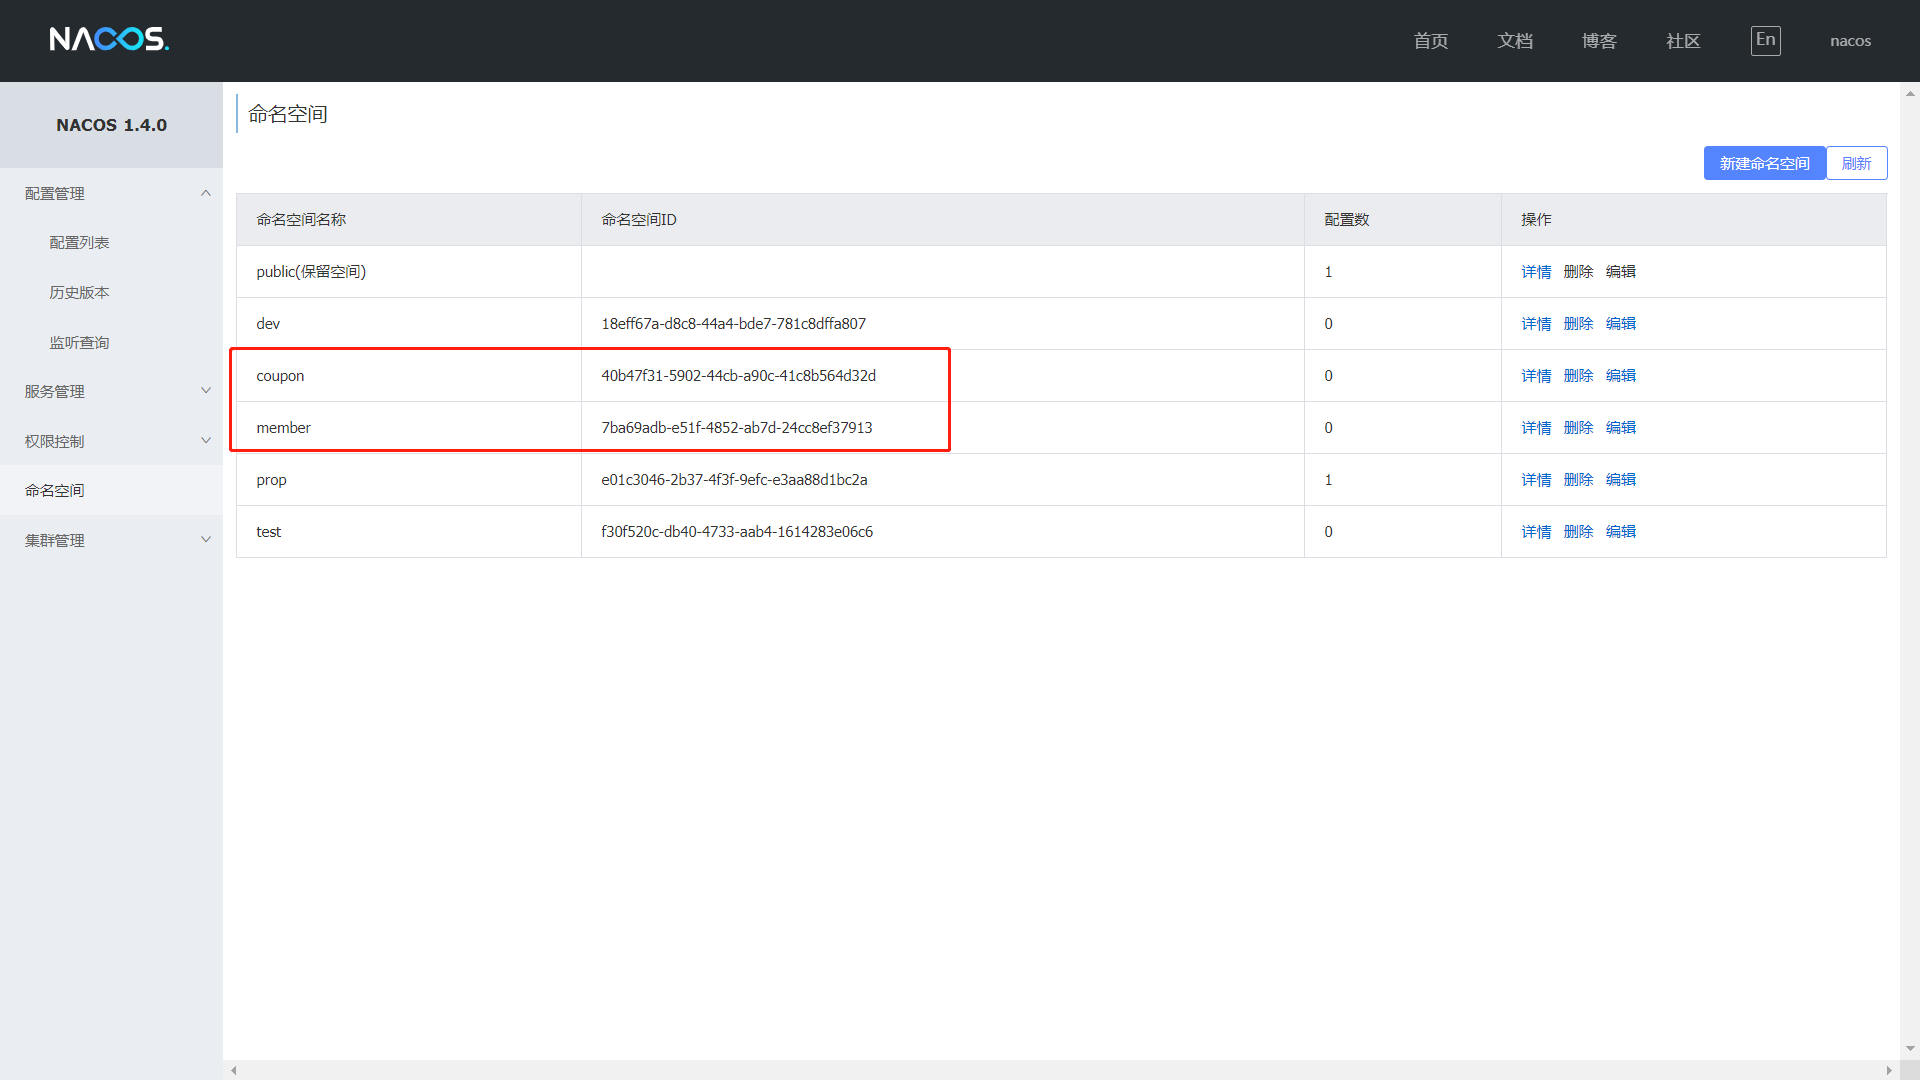 NACOS.
首页 文档 博客 社区 En nacos
NACOS 1.4.0
配置管理
配置列表
历史版本
监听查询
服务管理
权限控制
命名空间
集群管理
命名空间
新建命名空间 刷新
命名空间名称 命名空间ID 配置数 操作
public(保留空间) 1 详情 删除 编辑
dev 18eff67a-d8c8-44a4-bde7-781c8dffa807 0 详情 删除 编辑
coupon 40b47f31-5902-44cb-a90c-41c8b564d32d 0 详情 删除 编辑
member 7ba69adb-e51f-4852-ab7d-24cc8ef37913 0 详情 删除 编辑
prop e01c3046-2b37-4f3f-9efc-e3aa88d1bc2a 1 详情 删除 编辑
test f30f520c-db40-4733-aab4-1614283e06c6 0 详情 删除 编辑